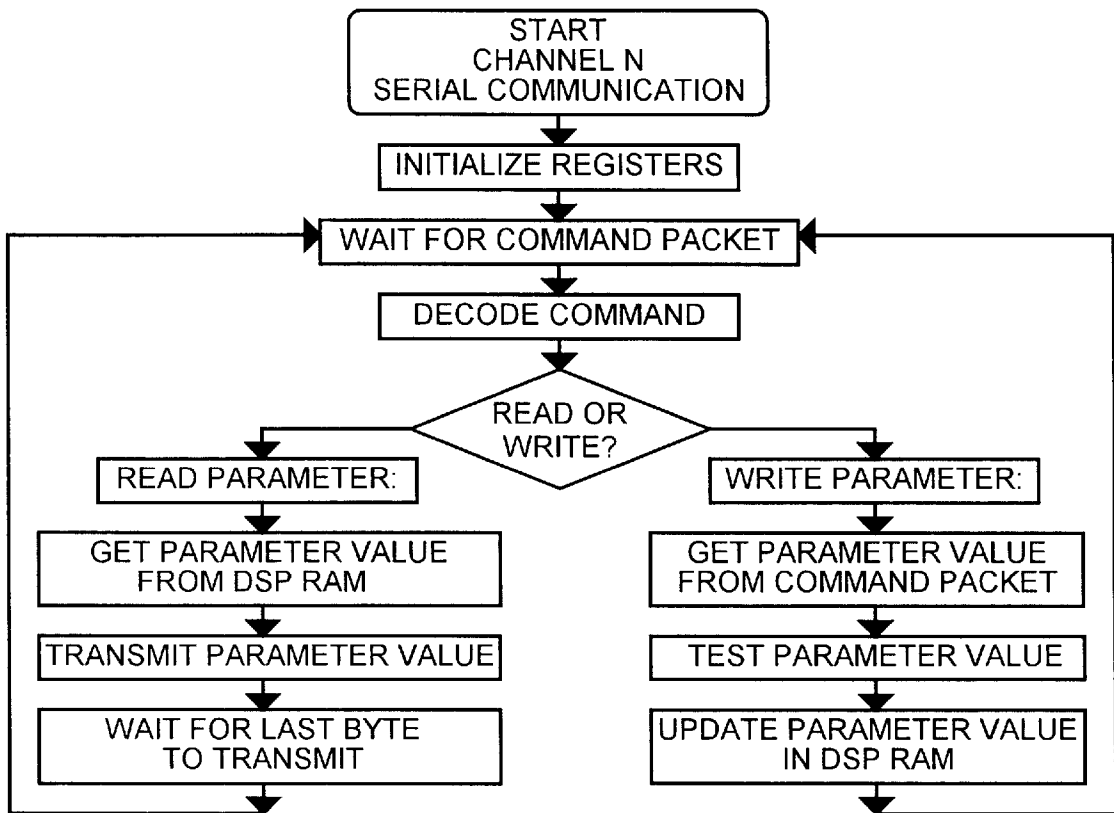 START
CHANNEL N
SERIAL COMMUNICATION
INITIALIZE REGISTERS
WAIT FOR COMMAND PACKET
DECODE COMMAND
READ OR
WRITE?
READ PARAMETER:
GET PARAMETER VALUE
FROM DSP RAM
TRANSMIT PARAMETER VALUE
WAIT FOR LAST BYTE
TO TRANSMIT
WRITE PARAMETER:
GET PARAMETER VALUE
FROM COMMAND PACKET
TEST PARAMETER VALUE
UPDATE PARAMETER VALUE
IN DSP RAM